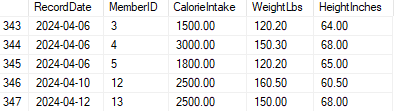 RecordDate MemberID CalorieIntake WeightLbs HeightInches
343 2024-04-06 3 1500.00 120.20 64.00
344 2024-04-06 4 3000.00 150.30 68.00
345 2024-04-06 5 1800.00 120.20 65.00
346 2024-04-10 12 2500.00 160.50 60.50
347 2024-04-12 13 2500.00 150.00 68.00